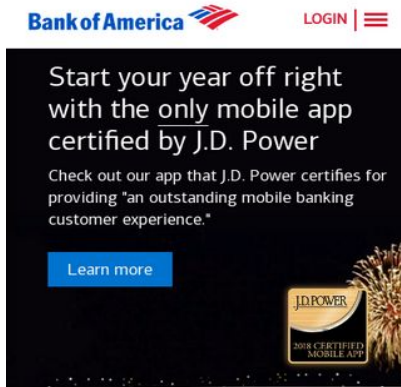 Bank of America
LOGIN
Start your year off right
with the only mobile app
certified by J.D. Power
Check out our app that J.D. Power certifies for
providing "an outstanding mobile banking
customer experience."
Learn more
J.D. POWER
2018 CERTIFIED
MOBILE APP